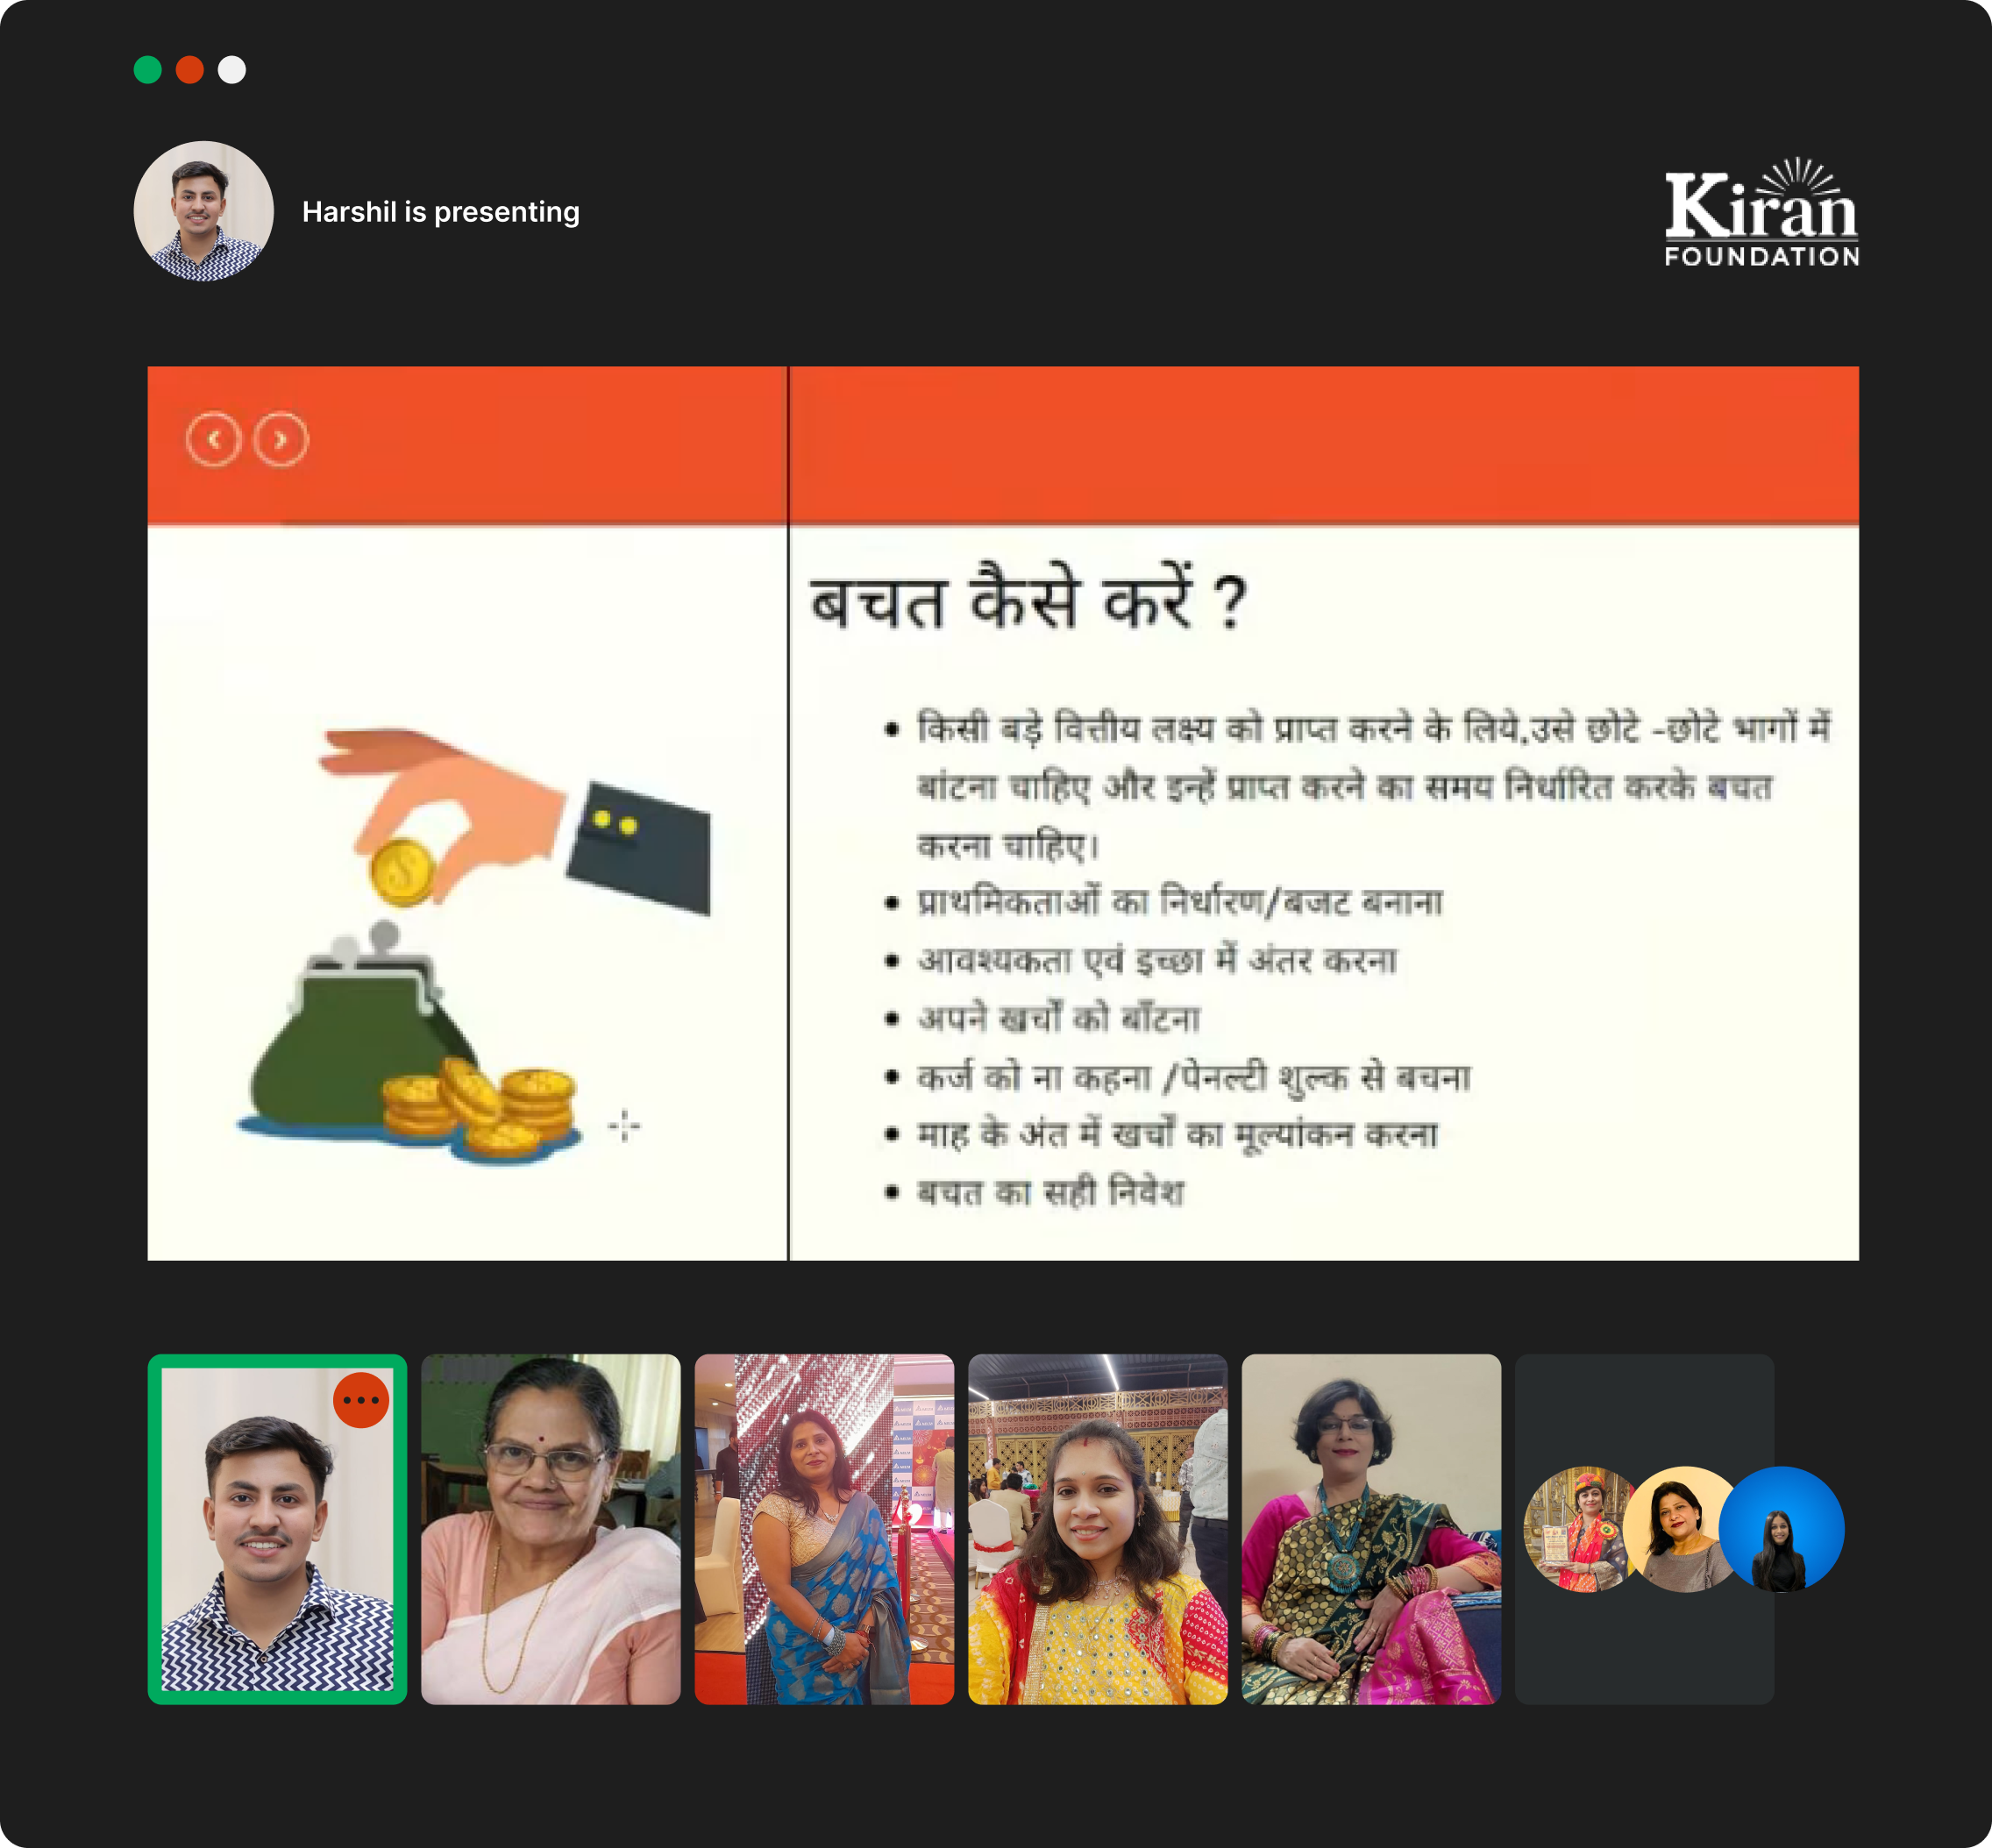 Harshil is presenting
Kiran
FOUNDATION
बचत कैसे करें ?
• किसी बड़े वित्तीय लक्ष्य को प्राप्त करने के लिये,उसे छोटे -छोटे भागों में
बांटना चाहिए और इन्हें प्राप्त करने का समय निर्धारित करके बचत
करना चाहिए।
• प्राथमिकताओं का निर्धारण/बजट बनाना
• आवश्यकता एवं इच्छा में अंतर करना
• अपने खर्चों को बाँटना
• कर्ज को ना कहना /पेनल्टी शुल्क से बचना
• माह के अंत में खर्चों का मूल्यांकन करना
• बचत का सही निवेश